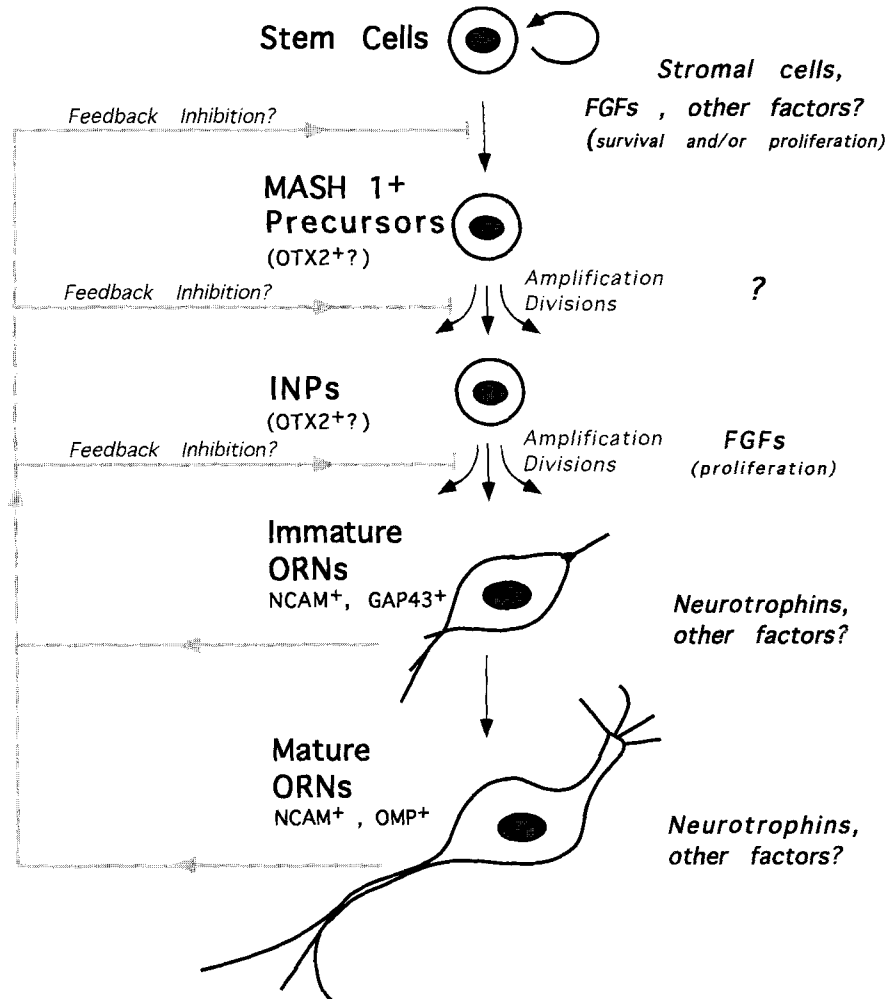 Stem Cells
Stromal cells,
FGFs , other factors?
(survival and/or proliferation)
Feedback Inhibition?
MASH 1+
Precursors
(OTX2+?)
Feedback Inhibition?
Amplification
Divisions
?
INPs
(OTX2+?)
Feedback Inhibition?
Amplification
Divisions
FGFs
(proliferation)
Immature
ORNs
NCAM+, GAP43+
Neurotrophins,
other factors?
Mature
ORNs
NCAM+ , OMP+
Neurotrophins,
other factors?